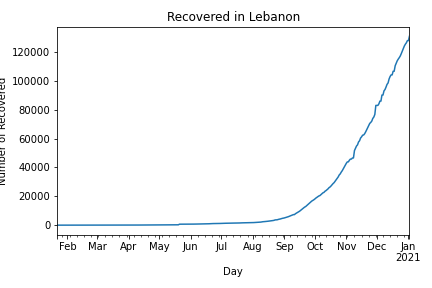 Recovered in Lebanon
Number of Recovered
120000
100000
80000
60000
40000
20000
0
Feb Mar Apr May Jun Jul Aug Sep Oct Nov Dec Jan
2021
Day